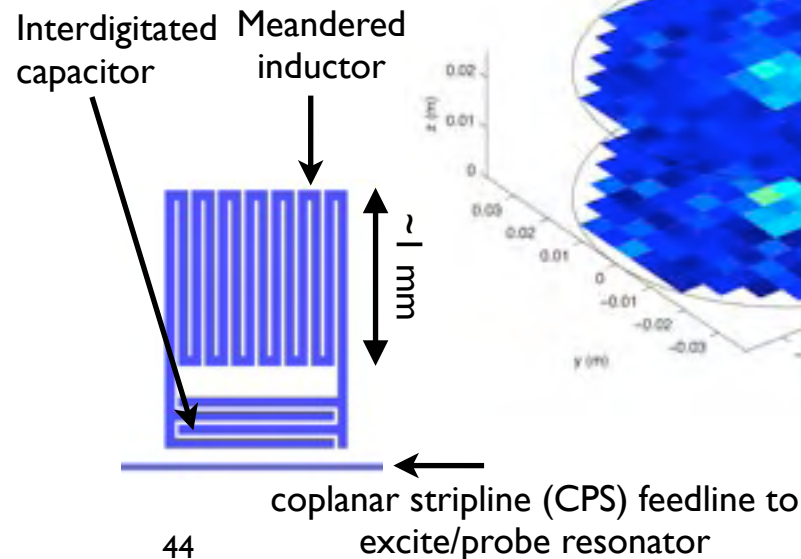 Interdigitated
capacitor
Meandered
inductor
~1 mm
z (m)
0.02
0.01
0
0.03
0.02
0.01
0
-0.01
-0.02
-0.03
y (m)
coplanar stripline (CPS) feedline to
excite/probe resonator
44